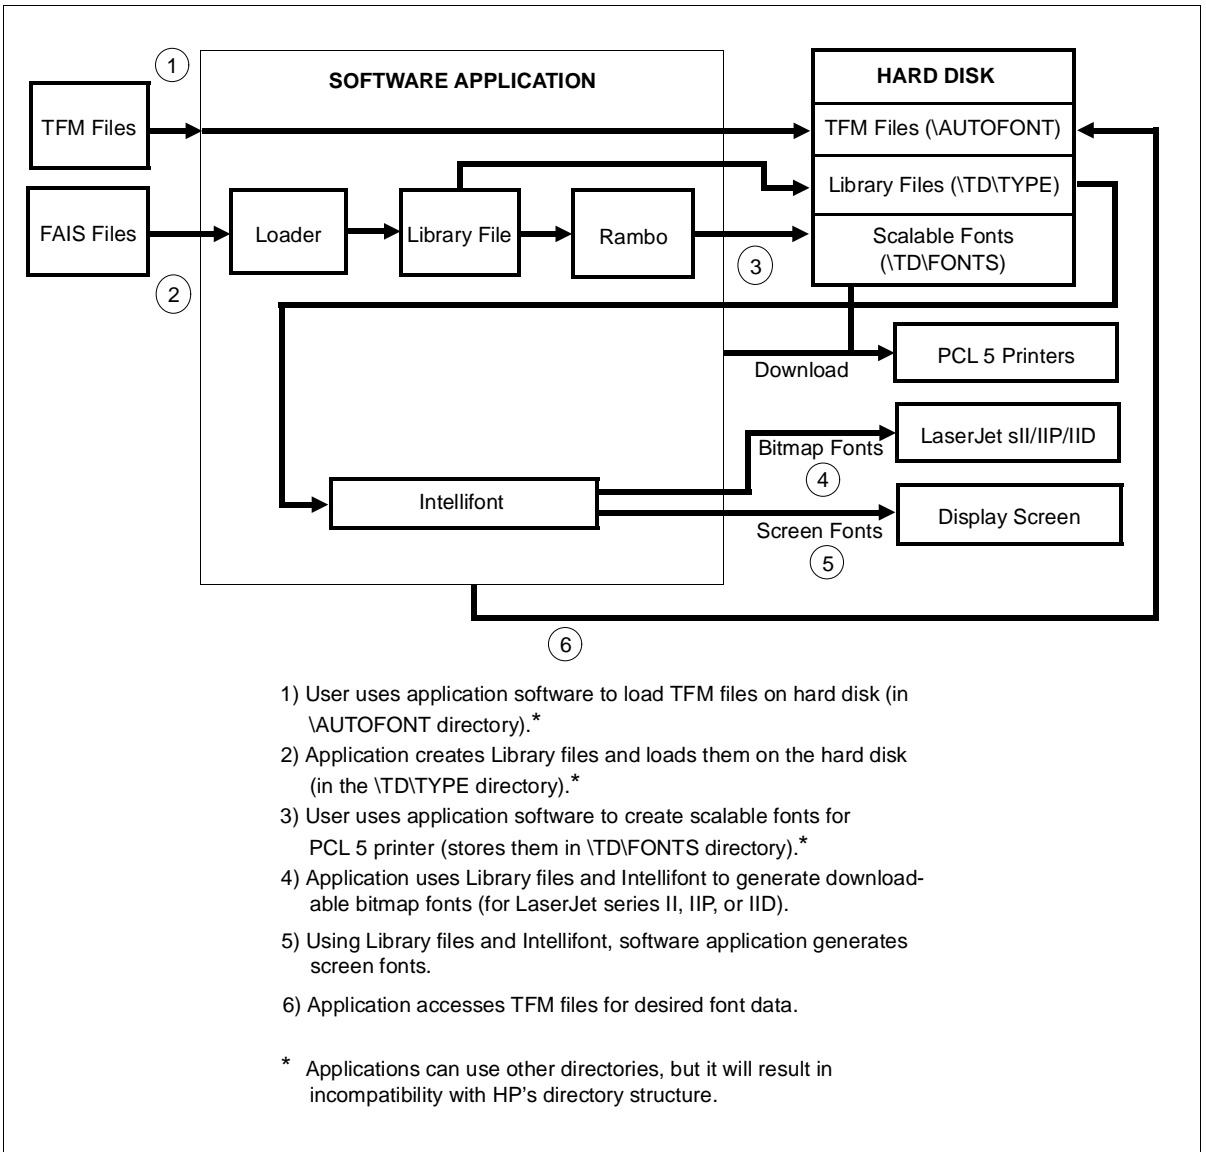 1
SOFTWARE APPLICATION
HARD DISK
TFM Files
TFM Files (\AUTOFONT)
Library Files (\TD\TYPE)
FAIS Files
Loader
Library File
Rambo
Scalable Fonts
(\TD\FONTS)
2
3
Download
PCL 5 Printers
Bitmap Fonts
LaserJet sII/IIP/IID
4
Intellifont
Screen Fonts
Display Screen
5
6
1) User uses application software to load TFM files on hard disk (in
\AUTOFONT directory).*
2) Application creates Library files and loads them on the hard disk
(in the \TD\TYPE directory).*
3) User uses application software to create scalable fonts for
PCL 5 printer (stores them in \TD\FONTS directory).*
4) Application uses Library files and Intellifont to generate download-
able bitmap fonts (for LaserJet series II, IIP, or IID).
5) Using Library files and Intellifont, software application generates
screen fonts.
6) Application accesses TFM files for desired font data.
* Applications can use other directories, but it will result in
incompatibility with HP's directory structure.